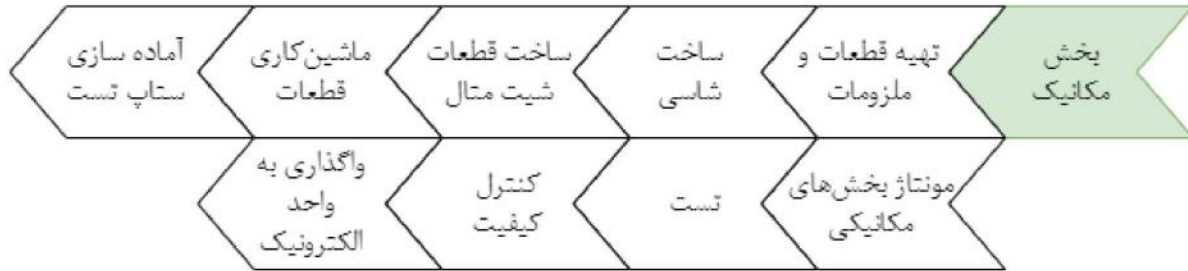 بخش
مکانیک
تهیه قطعات و
ملزومات
ساخت
شاسی
ساخت قطعات
شیت متال
ماشین‌کاری
قطعات
آماده سازی
ستاپ تست
مونتاژ بخش‌های
مکانیکی
تست
کنترل
کیفیت
واگذاری به
واحد
الکترونیک